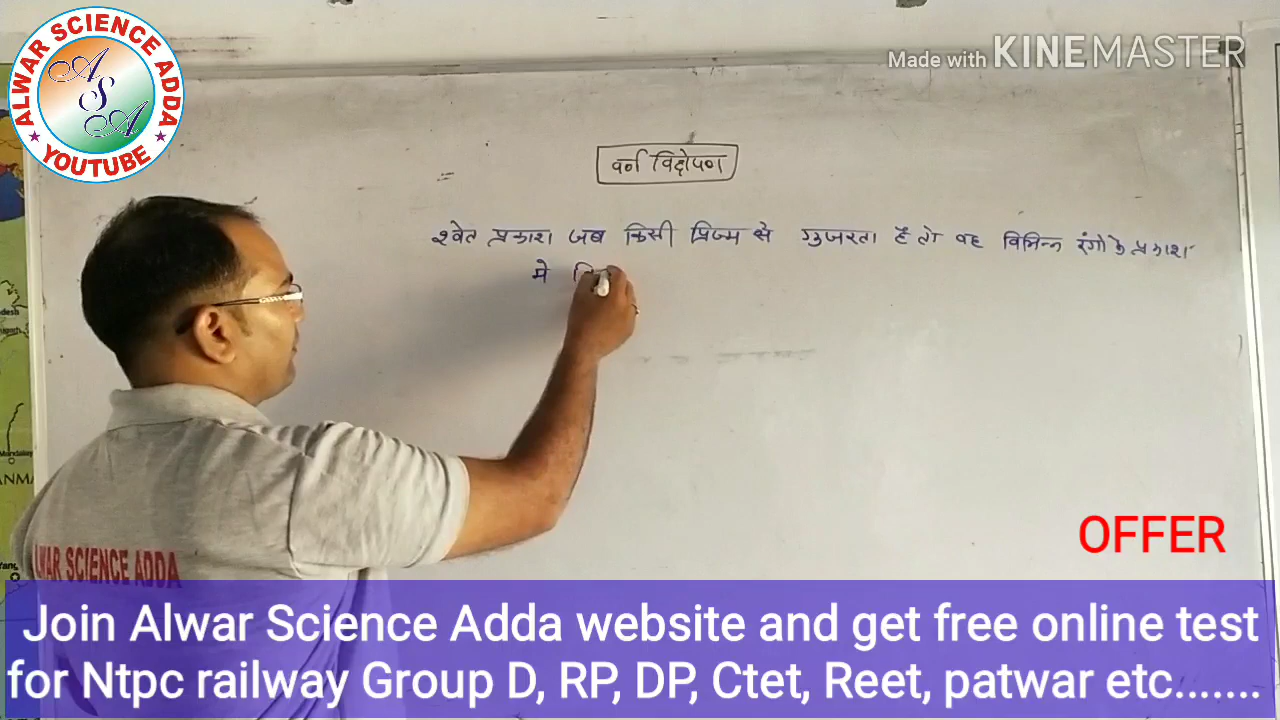 ALWAR SCIENCE ADDA
ASA
YOUTUBE
Made with KINEMASTER
वर्ण विक्षेपण
श्वेत प्रकाश जब किसी प्रिज्म से गुजरता है तो वह विभिन्न रंगो के प्रकाश
मे
LWAR SCIENCE ADDA
OFFER
Join Alwar Science Adda website and get free online test
for Ntpc railway Group D, RP, DP, Ctet, Reet, patwar etc.......